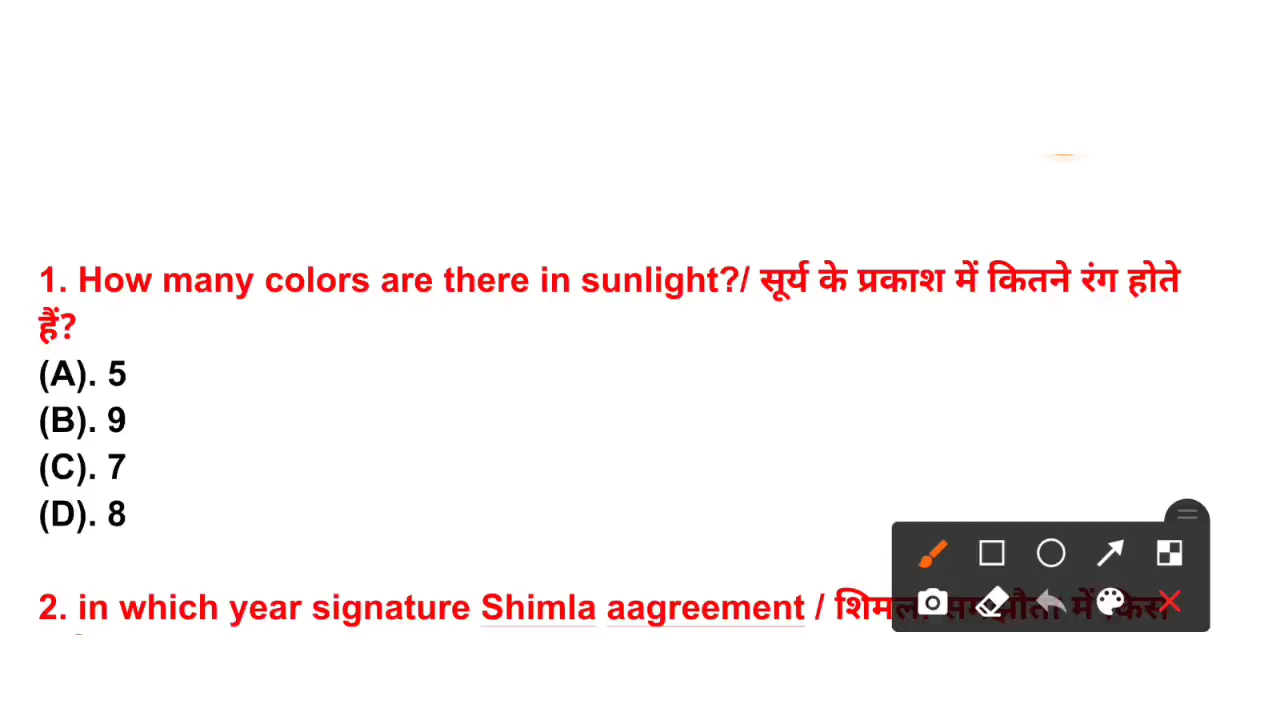 1. How many colors are there in sunlight?/ सूर्य के प्रकाश में कितने रंग होते
हैं?
(A). 5
(B). 9
(C). 7
(D). 8
2. in which year signature Shimla aagreement / शिमला समझौता में किस